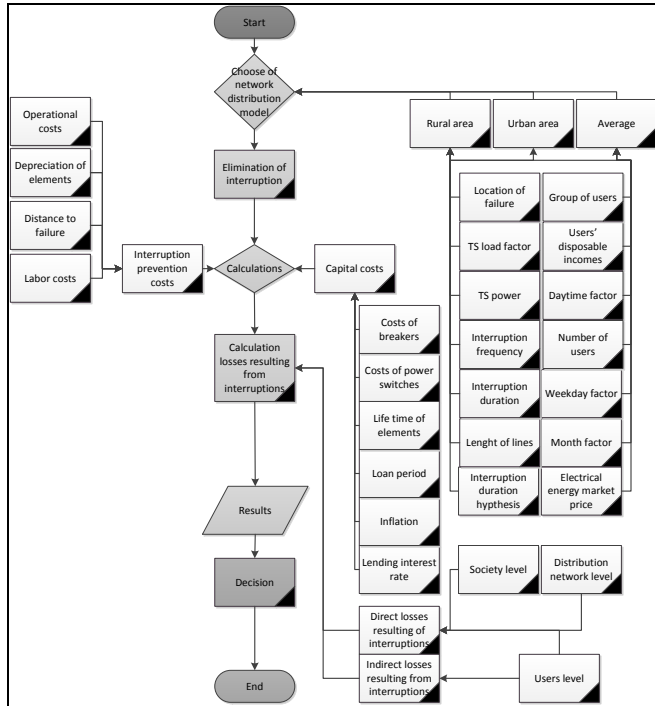 Start
Choose of
network
distribution
model
Elimination of
interruption
Calculations
Calculation
losses resulting
from
interruptions
Results
Decision
End
Operational
costs
Depreciation of
elements
Distance to
failure
Labor costs
Interruption
prevention
costs
Capital costs
Costs of
breakers
Costs of power
switches
Life time of
elements
Loan period
Inflation
Lending interest
rate
Rural area
Urban area
Average
Location of
failure
TS load factor
TS power
Interruption
frequency
Interruption
duration
Lenght of lines
Interruption
duration
hypthesis
Group of users
Users'
disposable
incomes
Daytime factor
Number of
users
Weekday factor
Month factor
Electrical
energy market
price
Society level
Distribution
network level
Direct losses
resulting of
interruptions
Indirect losses
resulting from
interruptions
Users level